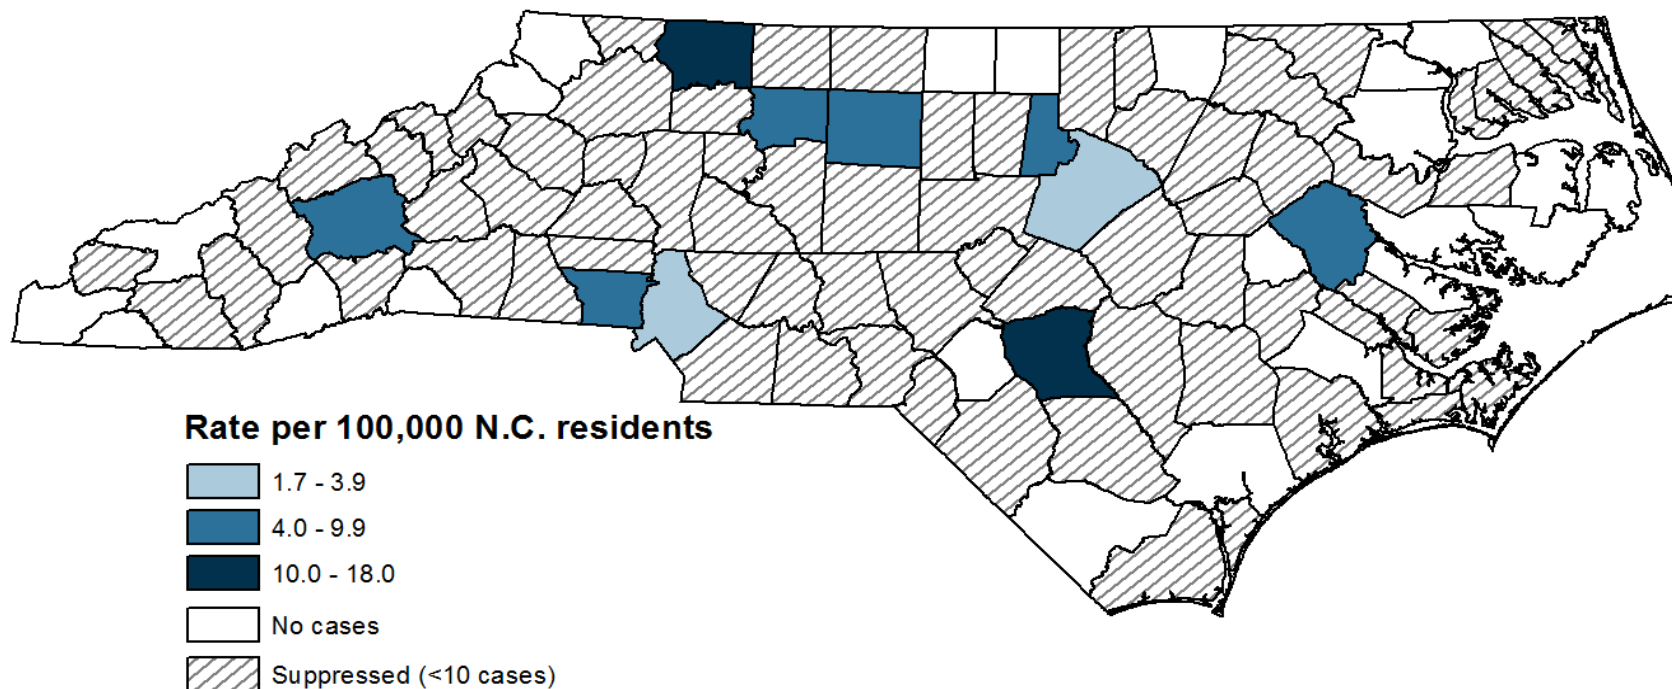 Rate per 100,000 N.C. residents
1.7 - 3.9
4.0 - 9.9
10.0 - 18.0
No cases
Suppressed (<10 cases)